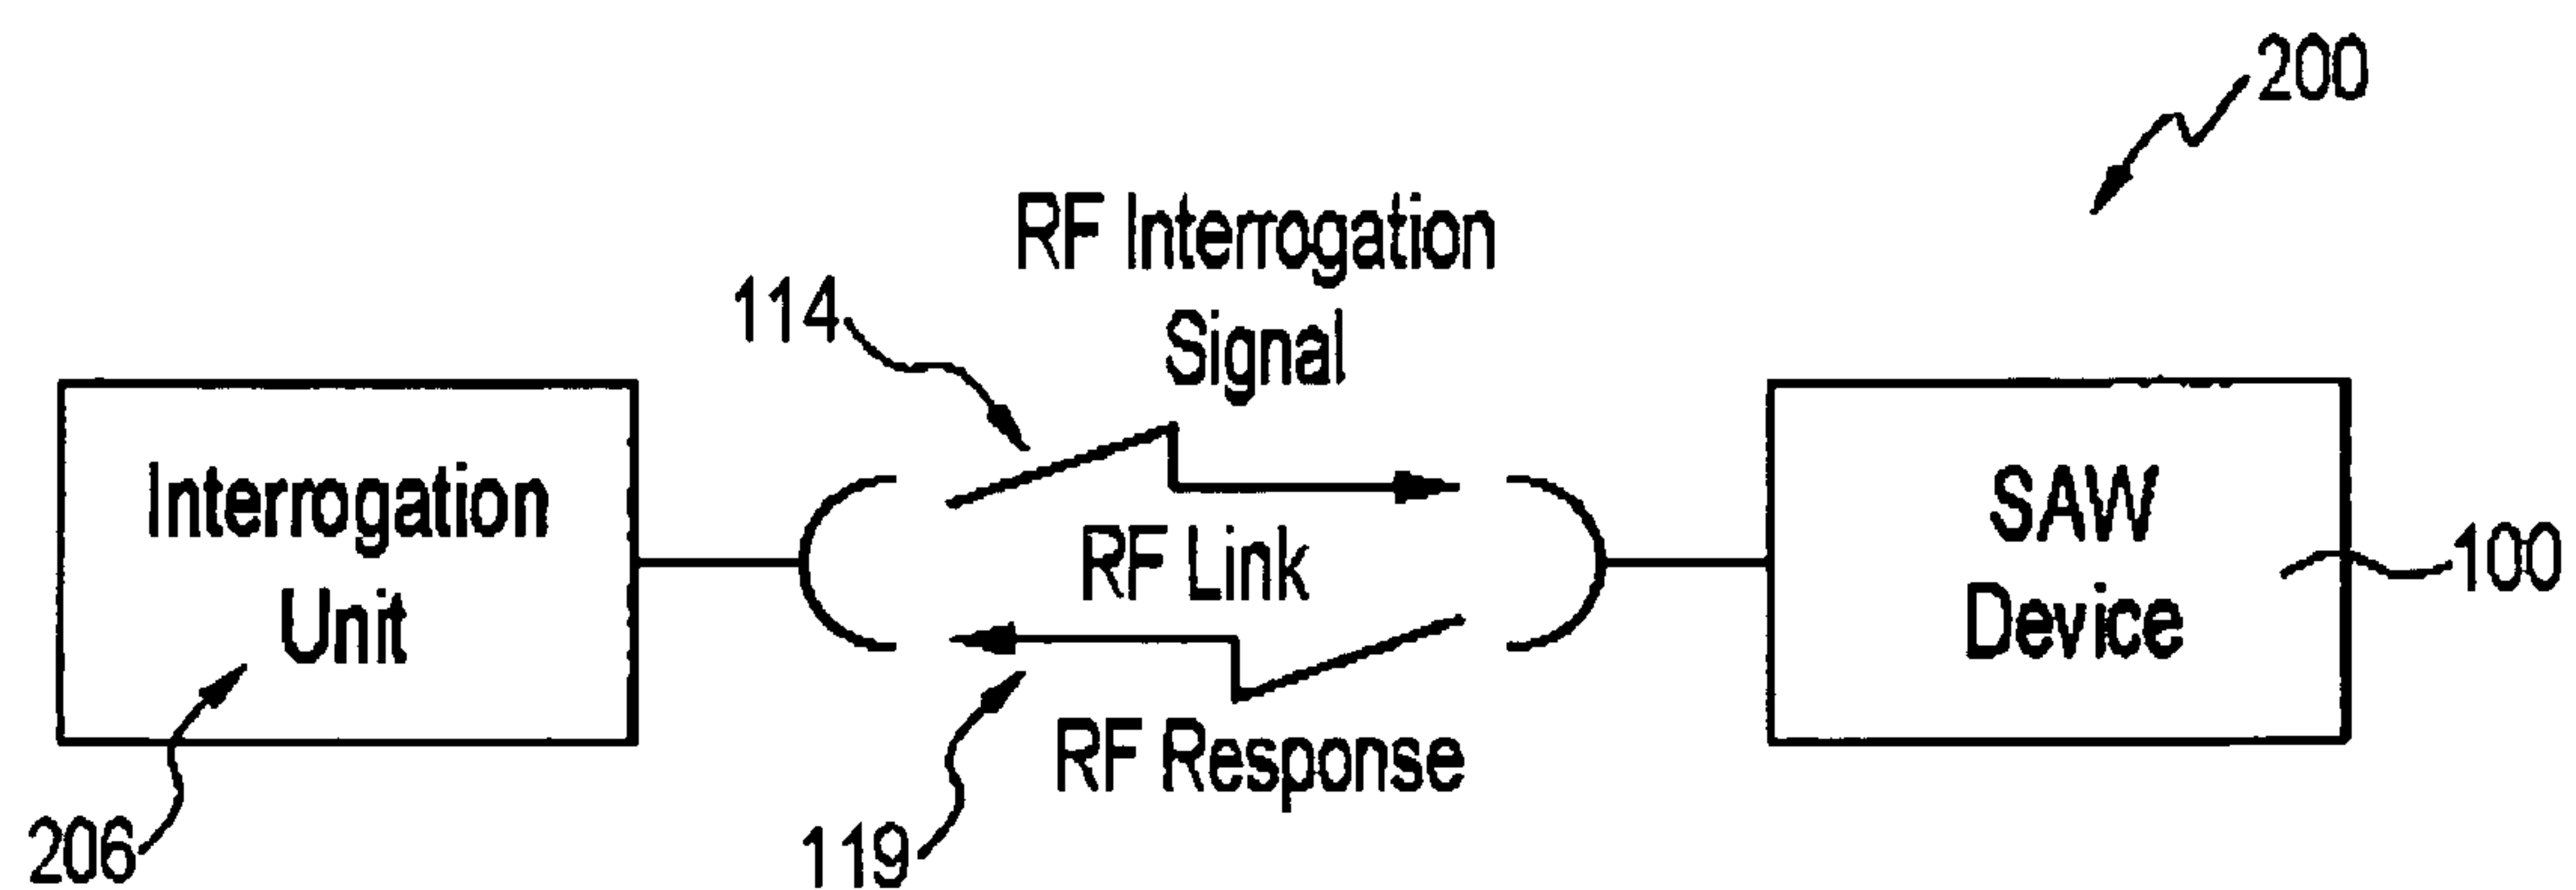 200
RF Interrogation
Signal
114
Interrogation
Unit
RF Link
SAW
Device
100
RF Response
206
119